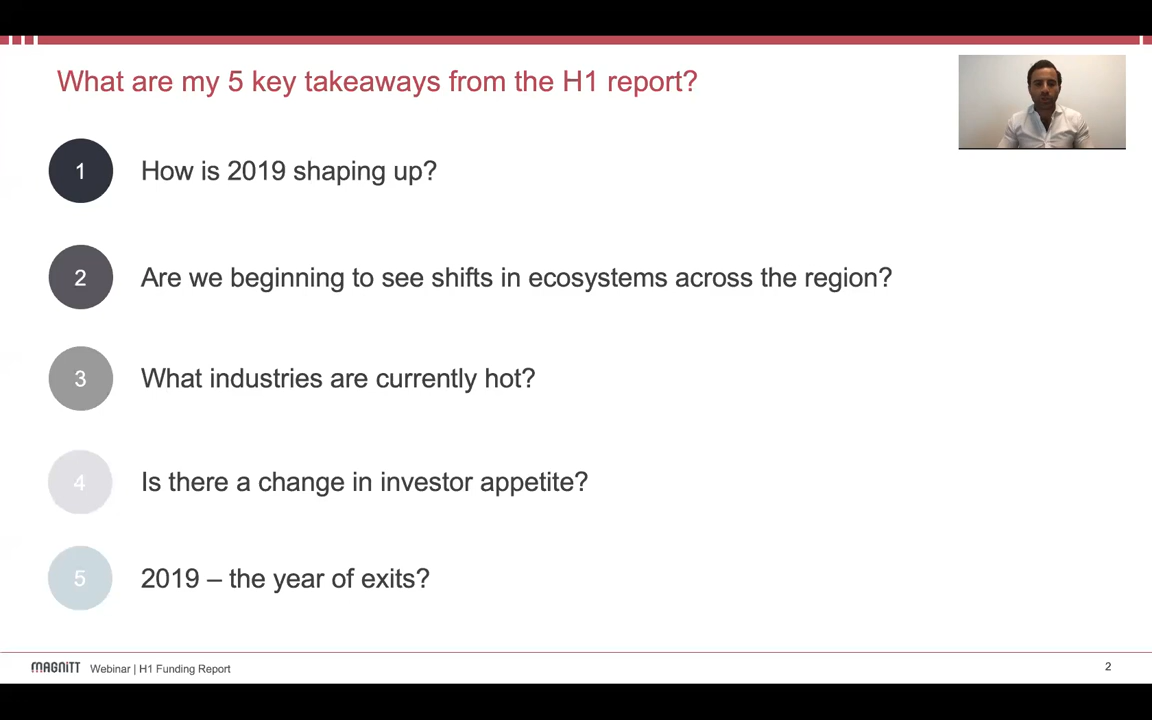 What are my 5 key takeaways from the H1 report?
1 How is 2019 shaping up?
2 Are we beginning to see shifts in ecosystems across the region?
3 What industries are currently hot?
4 Is there a change in investor appetite?
5 2019 – the year of exits?
MAGNiTT Webinar | H1 Funding Report 2